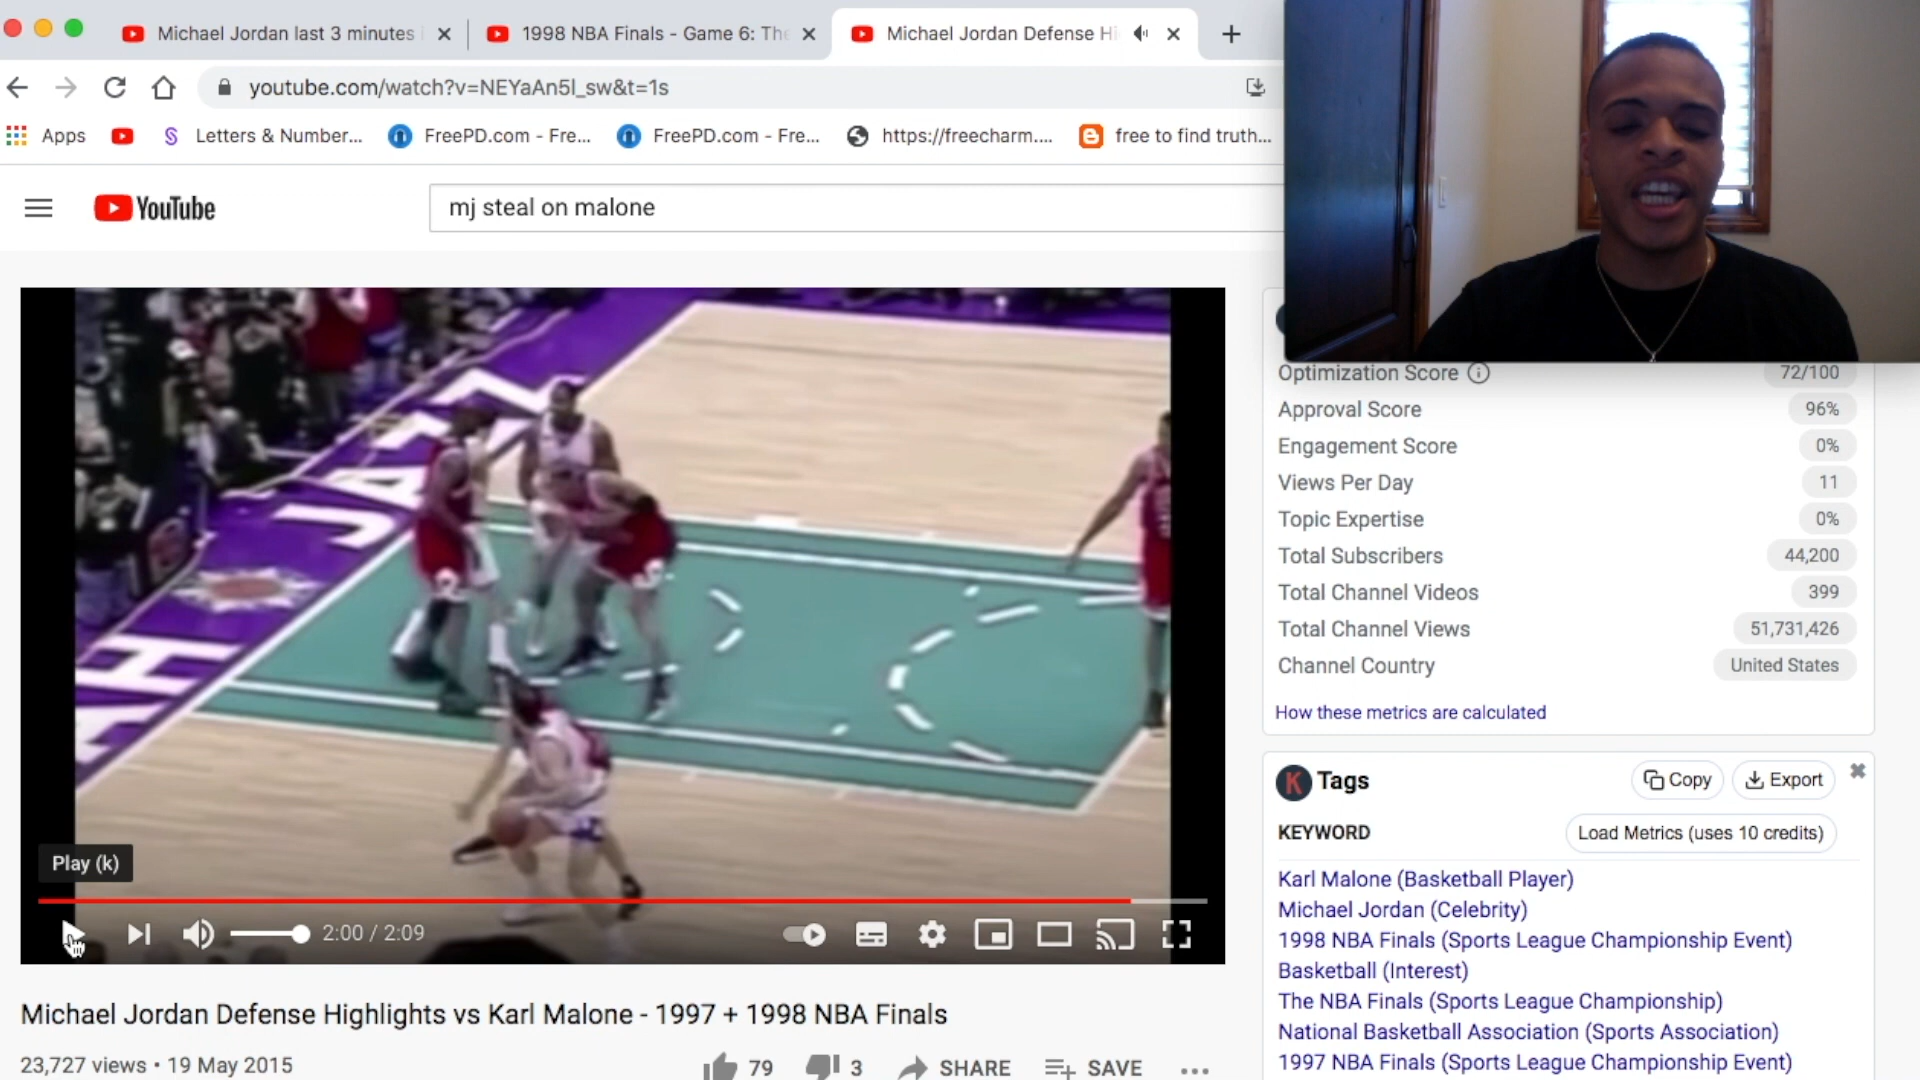 Michael Jordan last 3 minutes
1998 NBA Finals - Game 6: The
Michael Jordan Defense Hi
youtube.com/watch?v=NEYaAn5l_sw&t=1s
Apps
Letters & Number...
FreePD.com - Fre...
FreePD.com - Fre...
https://freecharm....
free to find truth...
YouTube
mj steal on malone
Optimization Score
72/100
Approval Score
96%
Engagement Score
0%
Views Per Day
11
Topic Expertise
0%
Total Subscribers
44,200
Total Channel Videos
399
Total Channel Views
51,731,426
Channel Country
United States
How these metrics are calculated
K Tags
Copy
Export
KEYWORD
Load Metrics (uses 10 credits)
Karl Malone (Basketball Player)
Michael Jordan (Celebrity)
1998 NBA Finals (Sports League Championship Event)
Basketball (Interest)
The NBA Finals (Sports League Championship)
National Basketball Association (Sports Association)
1997 NBA Finals (Sports League Championship Event)
Play (k)
2:00 / 2:09
Michael Jordan Defense Highlights vs Karl Malone - 1997 + 1998 NBA Finals
23,727 views • 19 May 2015
79
3
SHARE
SAVE